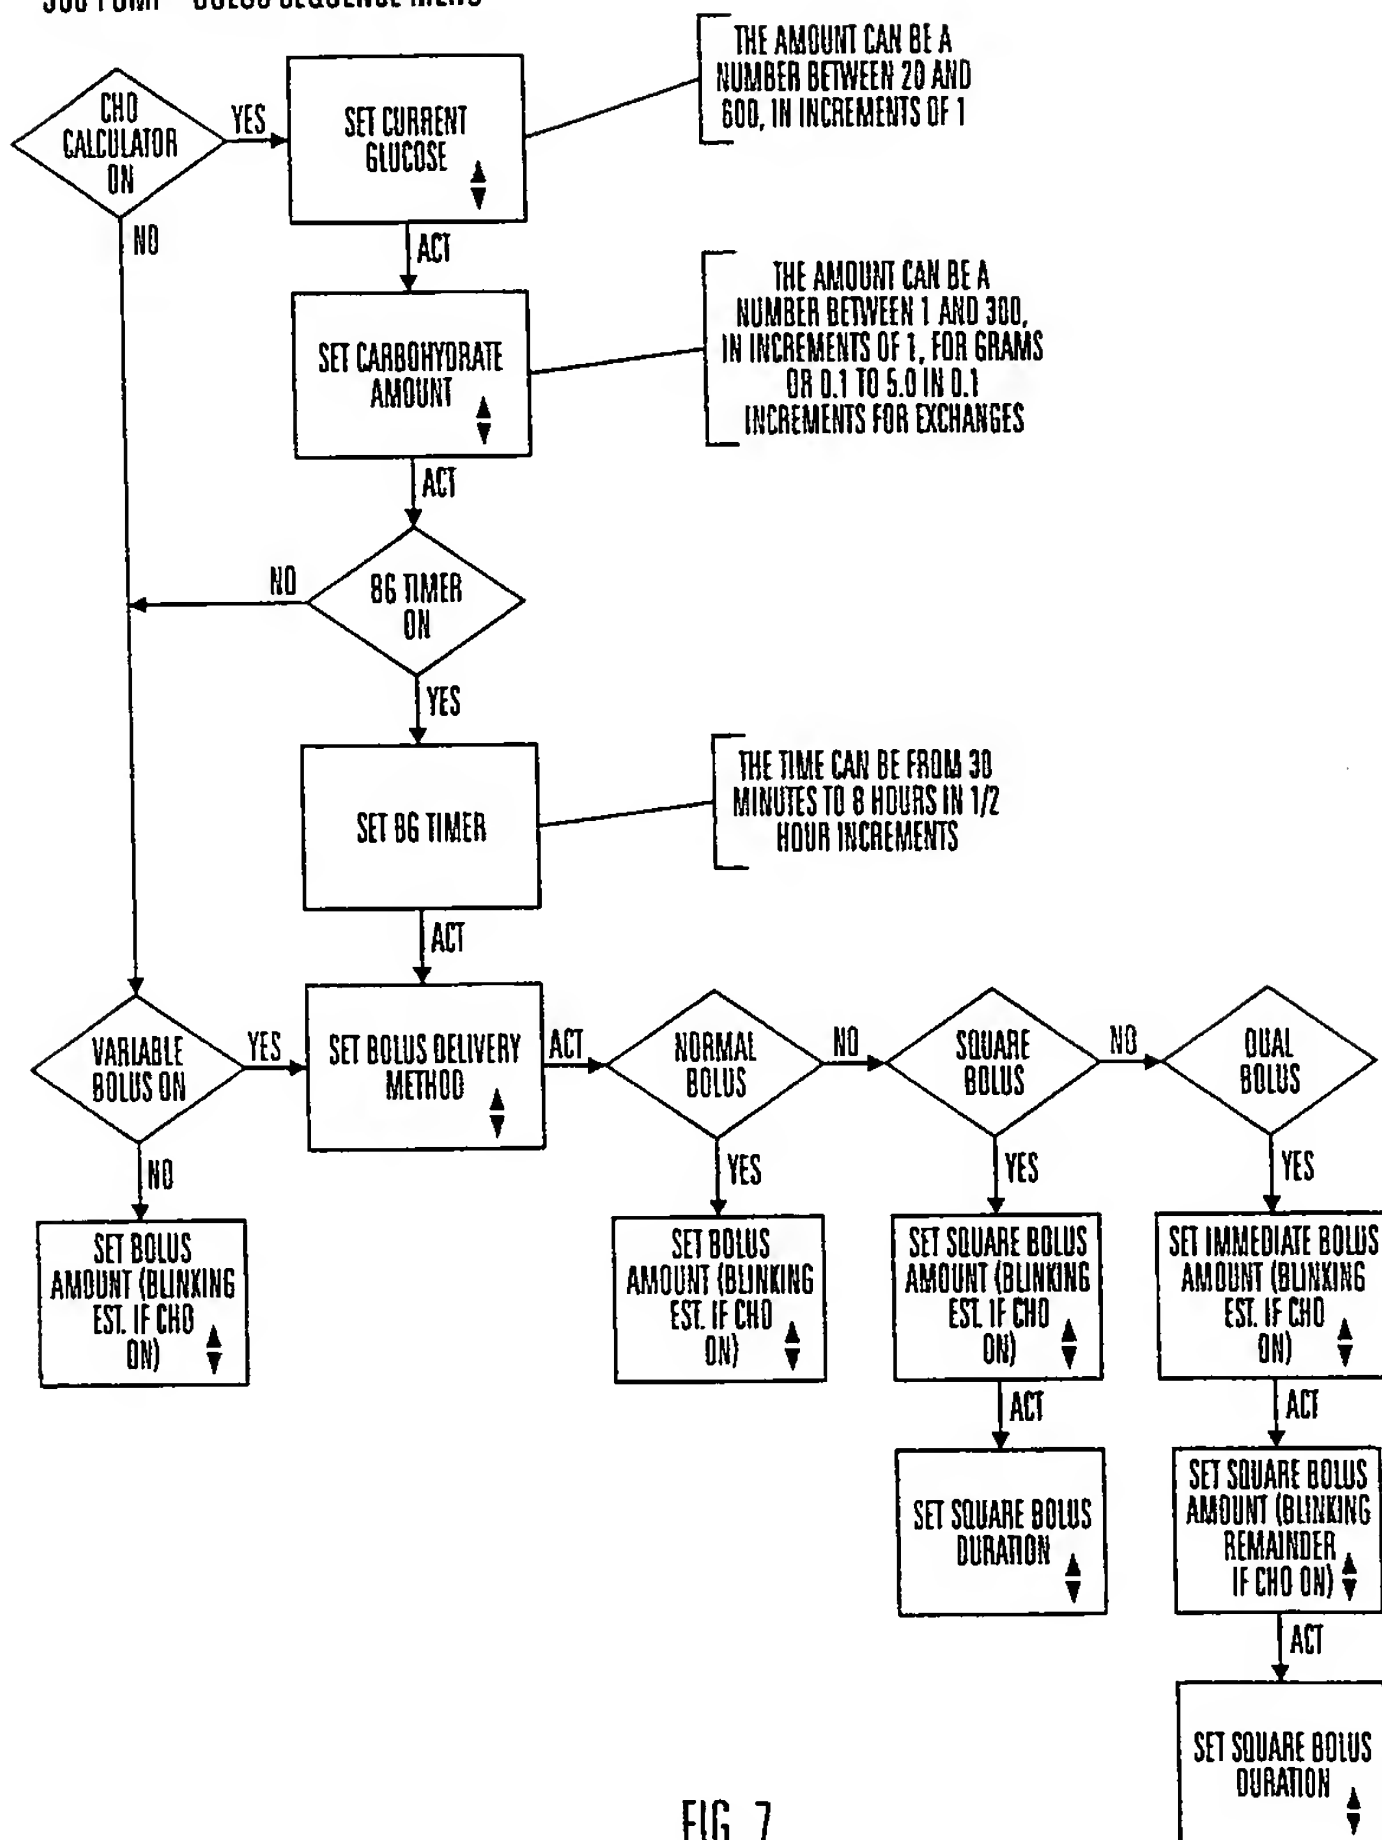 CHO
CALCULATOR
ON
YES
NO
SET CURRENT
GLUCOSE
THE AMOUNT CAN BE A
NUMBER BETWEEN 20 AND
600, IN INCREMENTS OF 1
ACT
SET CARBOHYDRATE
AMOUNT
THE AMOUNT CAN BE A
NUMBER BETWEEN 1 AND 300,
IN INCREMENTS OF 1, FOR GRAMS
OR 0.1 TO 5.0 IN 0.1
INCREMENTS FOR EXCHANGES
ACT
BG TIMER
ON
NO
YES
SET BG TIMER
THE TIME CAN BE FROM 30
MINUTES TO 8 HOURS IN 1/2
HOUR INCREMENTS
ACT
VARIABLE
BOLUS ON
YES
NO
SET BOLUS DELIVERY
METHOD
ACT
NORMAL
BOLUS
NO
YES
SQUARE
BOLUS
NO
YES
DUAL
BOLUS
YES
SET BOLUS
AMOUNT (BLINKING
EST. IF CHO
ON)
SET BOLUS
AMOUNT (BLINKING
EST. IF CHO
ON)
SET SQUARE BOLUS
AMOUNT (BLINKING
EST. IF CHO
ON)
SET IMMEDIATE BOLUS
AMOUNT (BLINKING
EST. IF CHO
ON)
ACT
ACT
SET SQUARE BOLUS
DURATION
SET SQUARE BOLUS
AMOUNT (BLINKING
REMAINDER
IF CHO ON)
ACT
SET SQUARE BOLUS
DURATION
FIG. 7